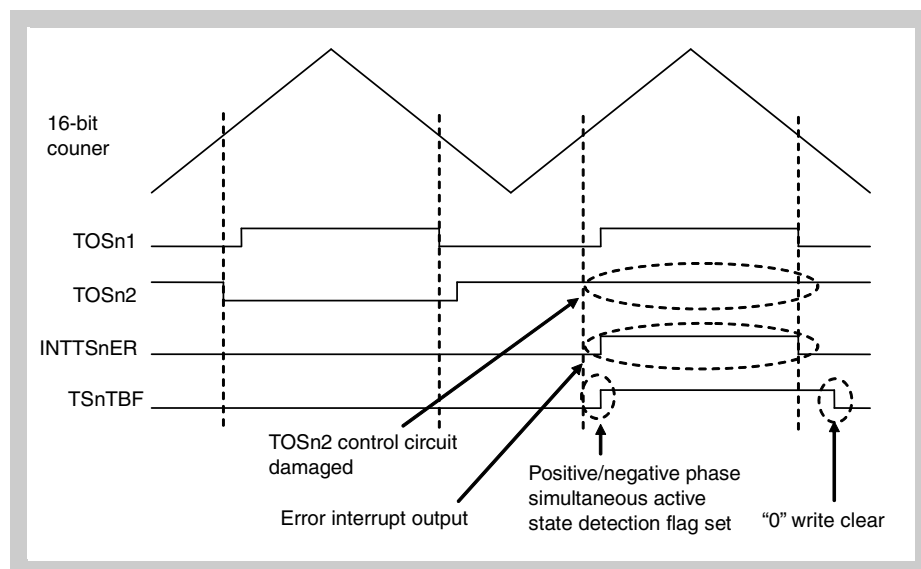 16-bit
couner
TOSn1
TOSn2
INTTSnER
TSnTBF
TOSn2 control circuit
damaged
Error interrupt output
Positive/negative phase
simultaneous active
state detection flag set
“0” write clear